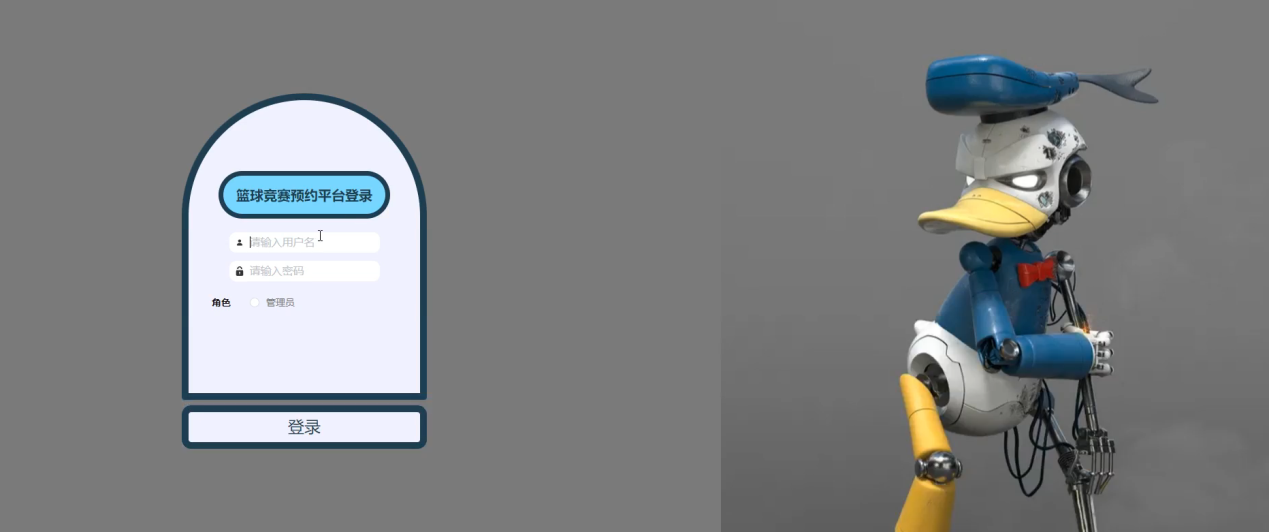 篮球竞赛预约平台登录
请输入用户名
请输入密码
角色 管理员
登录